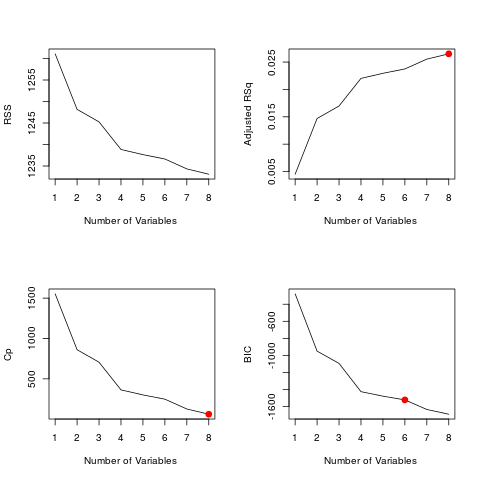 RSS
1235 1245 1255
1 2 3 4 5 6 7 8
Number of Variables
Adjusted RSq
0.005 0.015 0.025
1 2 3 4 5 6 7 8
Number of Variables
Cp
500 1000 1500
1 2 3 4 5 6 7 8
Number of Variables
BIC
-1600 -1000 -600
1 2 3 4 5 6 7 8
Number of Variables